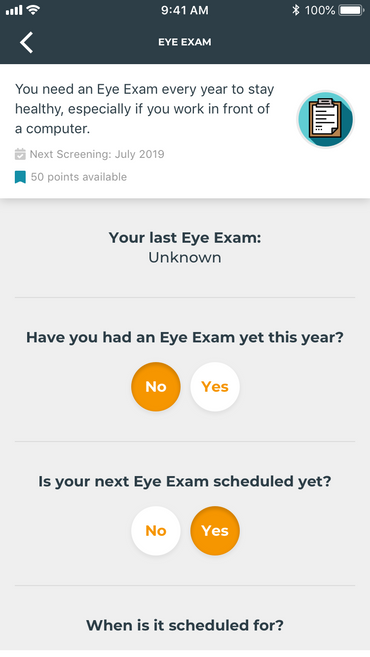 9:41 AM
100%
EYE EXAM
You need an Eye Exam every year to stay
healthy, especially if you work in front of
a computer.
Next Screening: July 2019
50 points available
Your last Eye Exam:
Unknown
Have you had an Eye Exam yet this year?
No Yes
Is your next Eye Exam scheduled yet?
No Yes
When is it scheduled for?